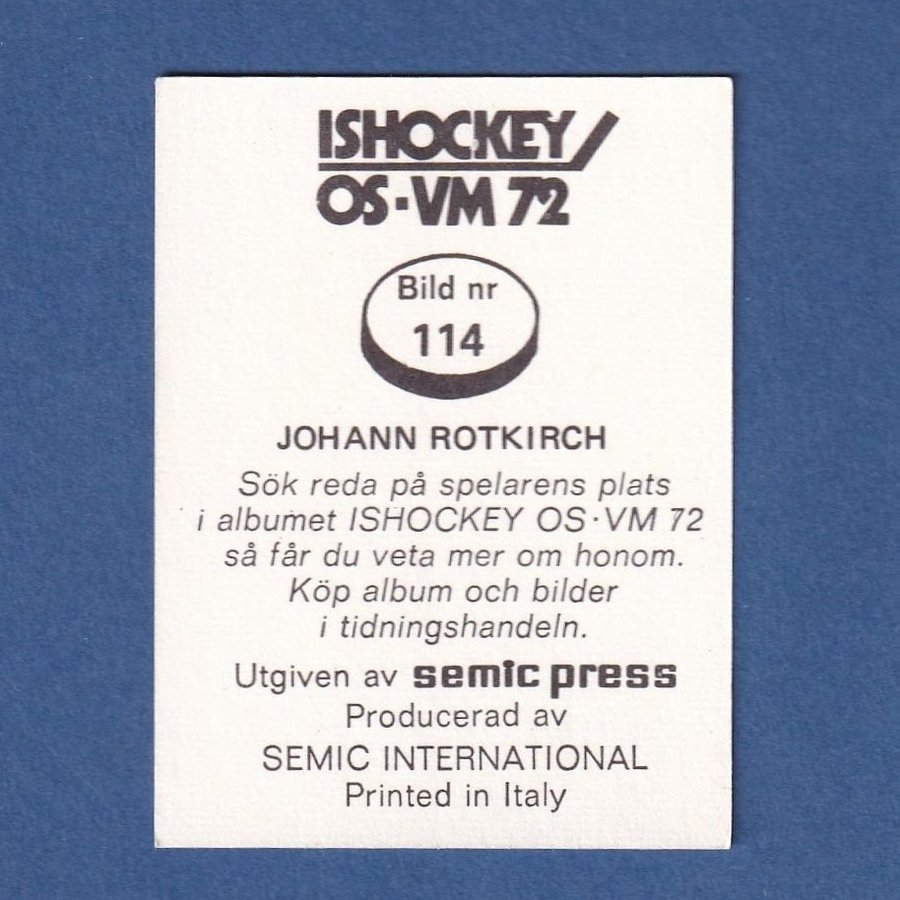 ISHOCKEY
OS·VM 72
Bild nr
114
JOHANN ROTKIRCH
Sök reda på spelarens plats
i albumet ISHOCKEY OS·VM 72
så får du veta mer om honom.
Köp album och bilder
i tidningshandeln.
Utgiven av semic press
Producerad av
SEMIC INTERNATIONAL
Printed in Italy